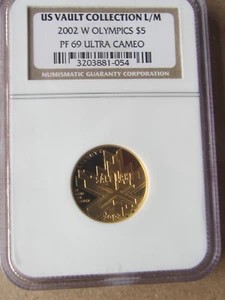 US VAULT COLLECTION L/M
2002 W OLYMPICS $5
PF 69 ULTRA CAMEO
3203881-054
NUMISMATIC GUARANTY CORPORATION